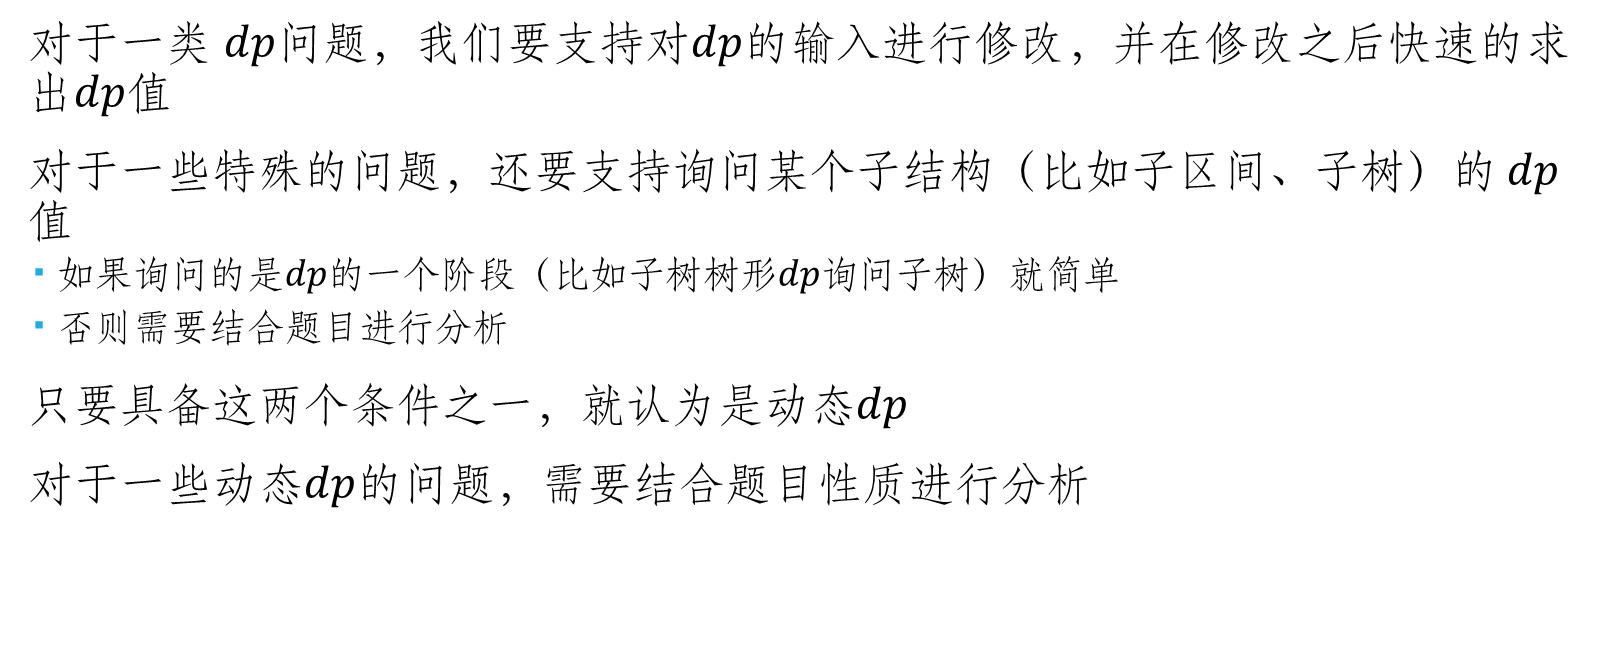 对于一类 dp问题，我们要支持对dp的输入进行修改，并在修改之后快速的求
出dp值
对于一些特殊的问题，还要支持询问某个子结构（比如子区间、子树）的 dp
值
▪ 如果询问的是dp的一个阶段（比如子树树形dp询问子树）就简单
▪ 否则需要结合题目进行分析
只要具备这两个条件之一，就认为是动态dp
对于一些动态dp的问题，需要结合题目性质进行分析